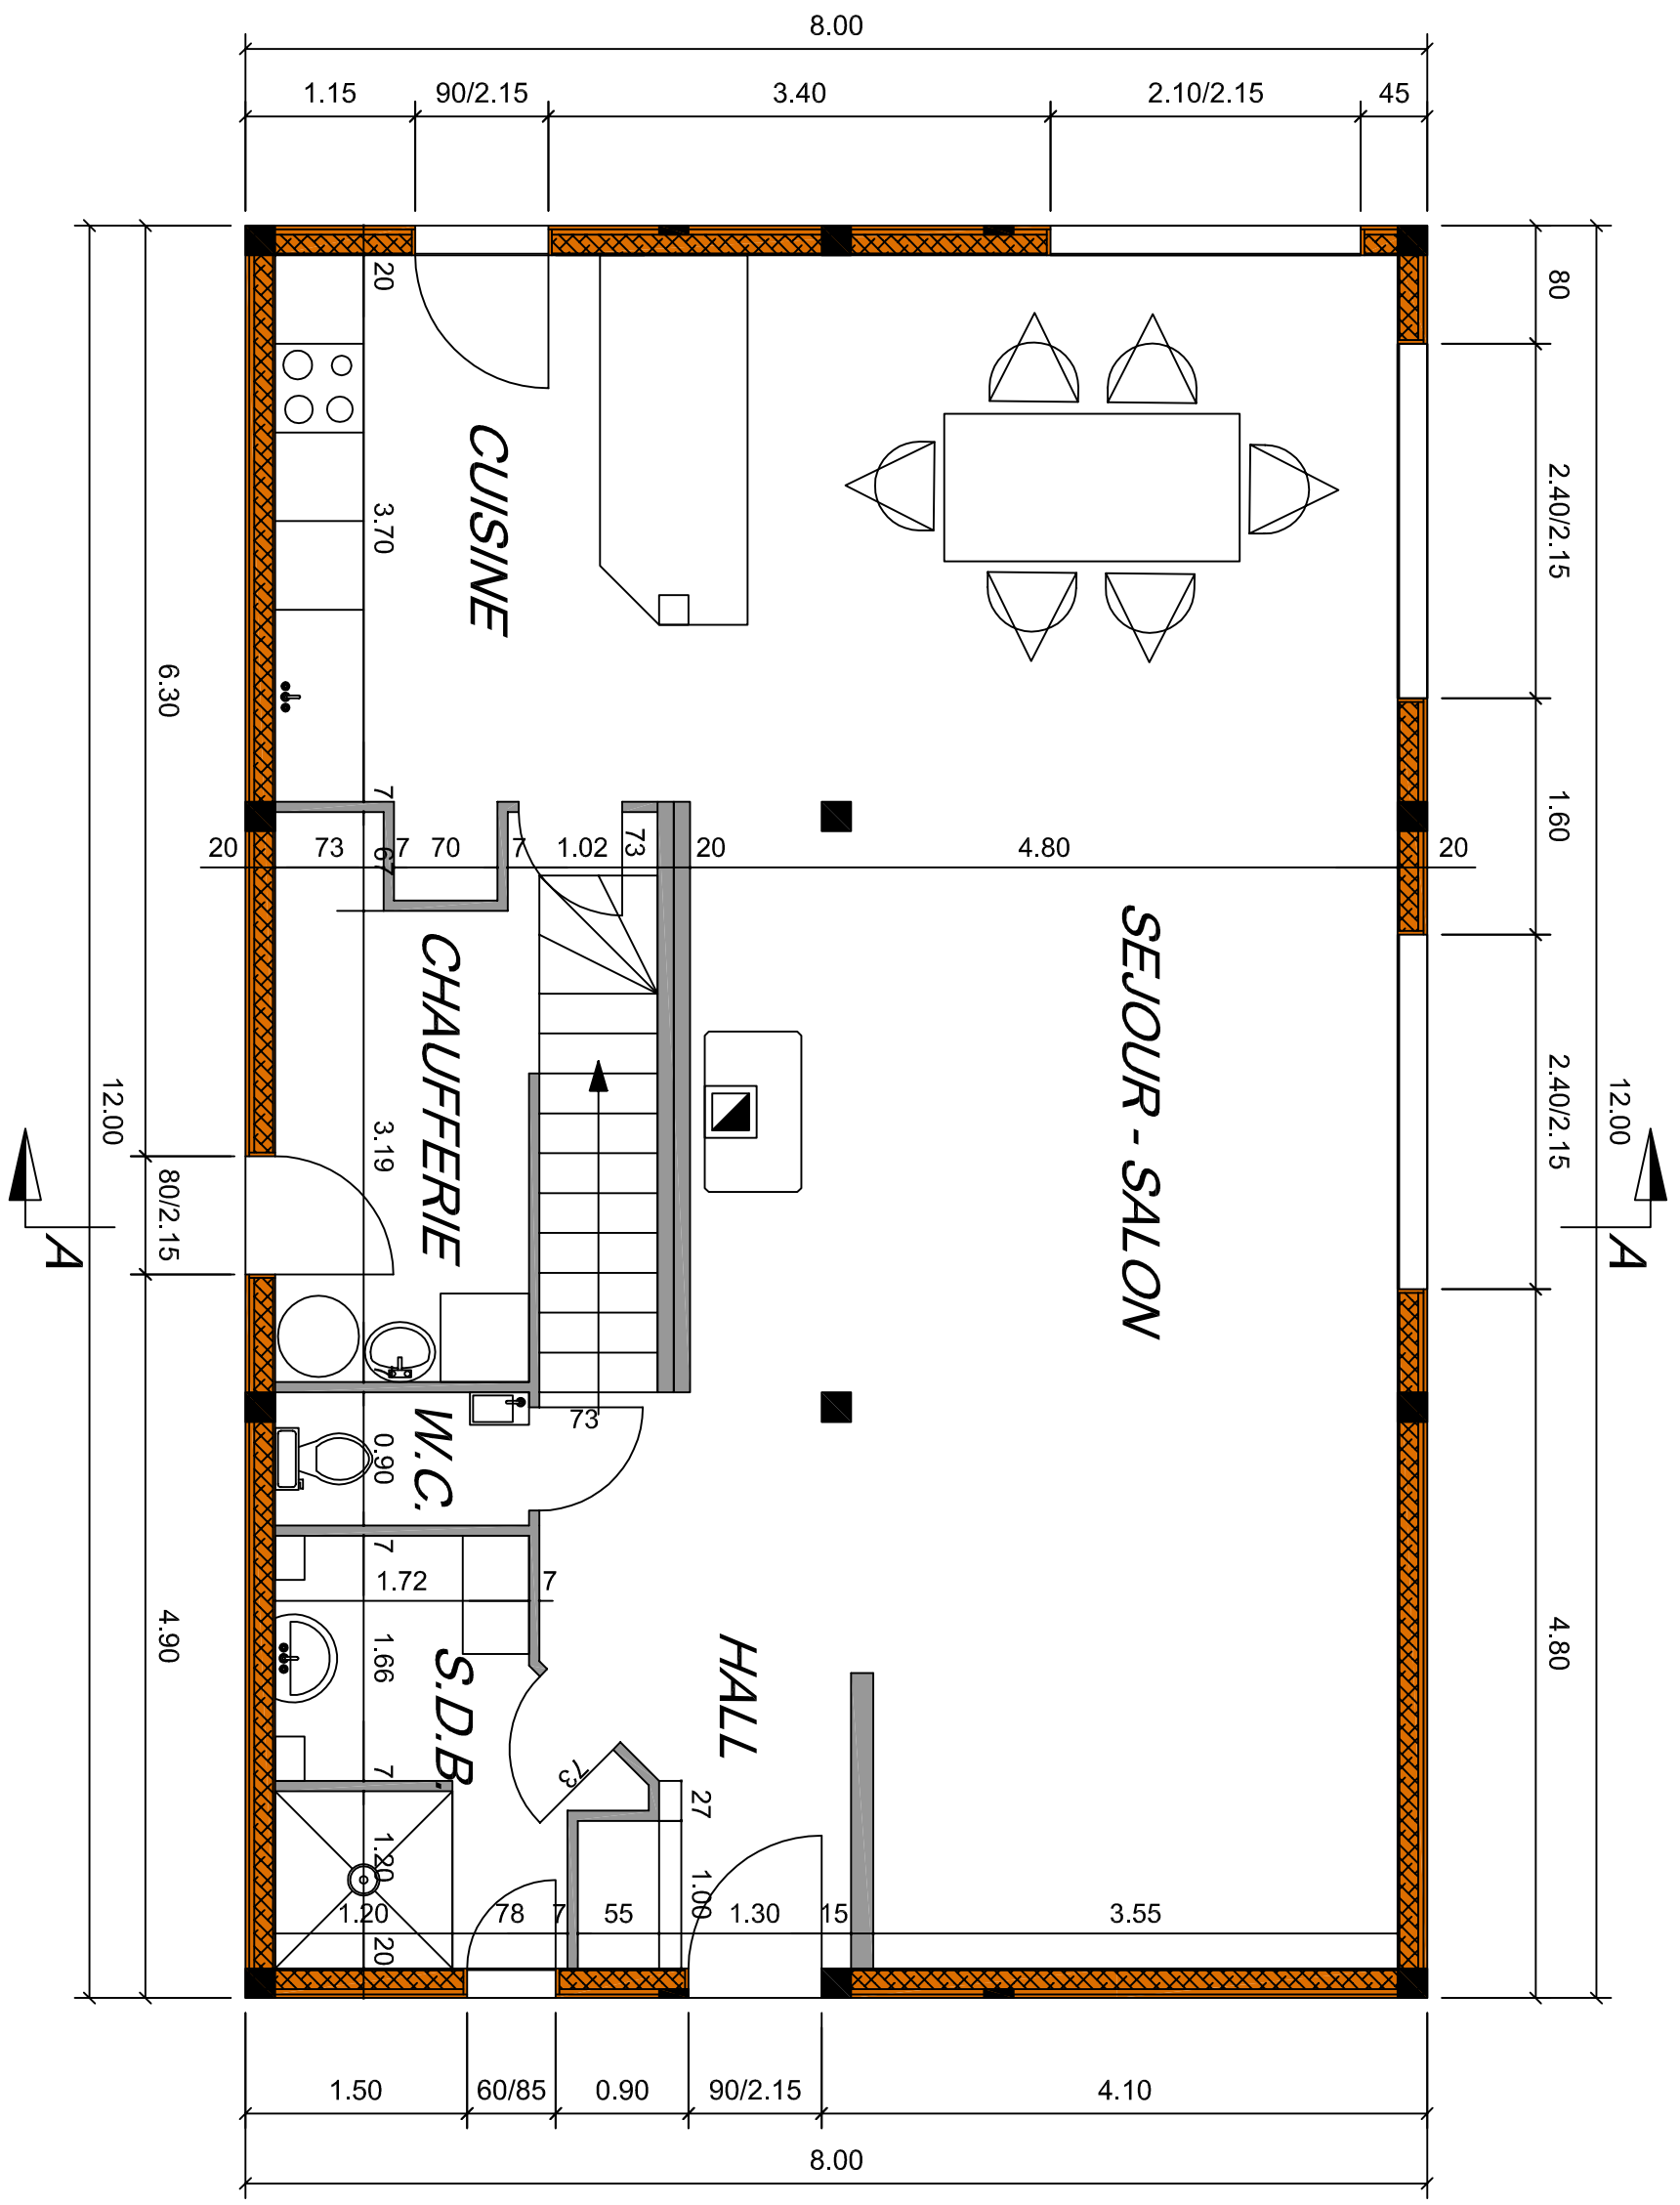 8.00
1.15 90/2.15 3.40 2.10/2.15 45
20
80
CUISINE
3.70
2.40/2.15
6.30
7
1.60
20 73 7 70 7 1.02 73 20 4.80 20
67
SEJOUR - SALON
CHAUFFERIE
12.00
3.19
2.40/2.15
12.00
80/2.15
A
A
7
W.C.
73
0.90
7
1.72 7
4.90
1.66
S.D.B
HALL
4.80
73
7
27
1.20
1.00
1.20 78 7 55 1.30 15 3.55
20
1.50 60/85 0.90 90/2.15 4.10
8.00